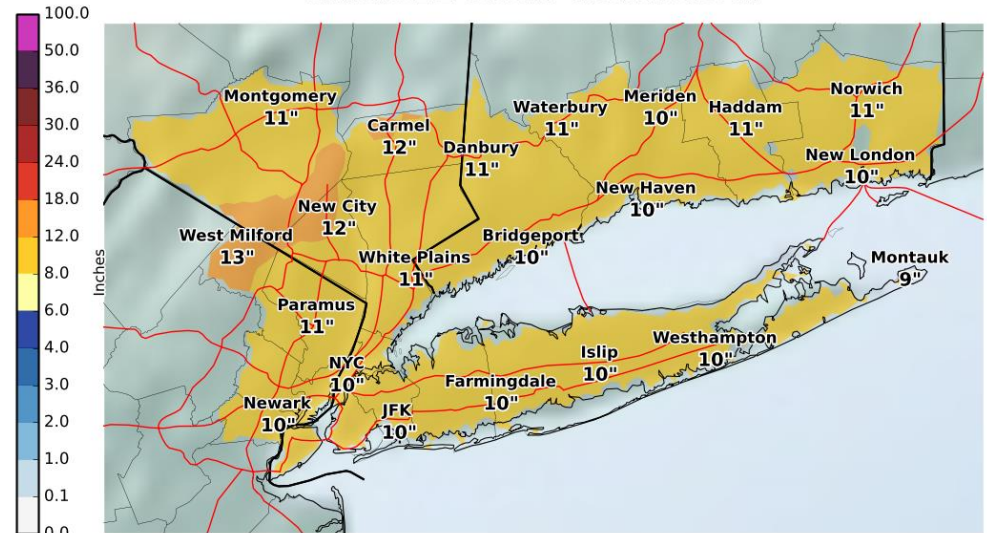 100.0
50.0
36.0
30.0
24.0
18.0
12.0
8.0
6.0
4.0
3.0
2.0
1.0
0.1
0.0
Inches
Montgomery
11"
Carmel
12"
Danbury
11"
Waterbury
11"
Meriden
10"
Haddam
11"
Norwich
11"
New London
10"
New Haven
10"
New City
12"
West Milford
13"
White Plains
11"
Bridgeport
10"
Montauk
9"
Paramus
11"
NYC
10"
Islip
10"
Westhampton
10"
Farmingdale
10"
Newark
10"
JFK
10"